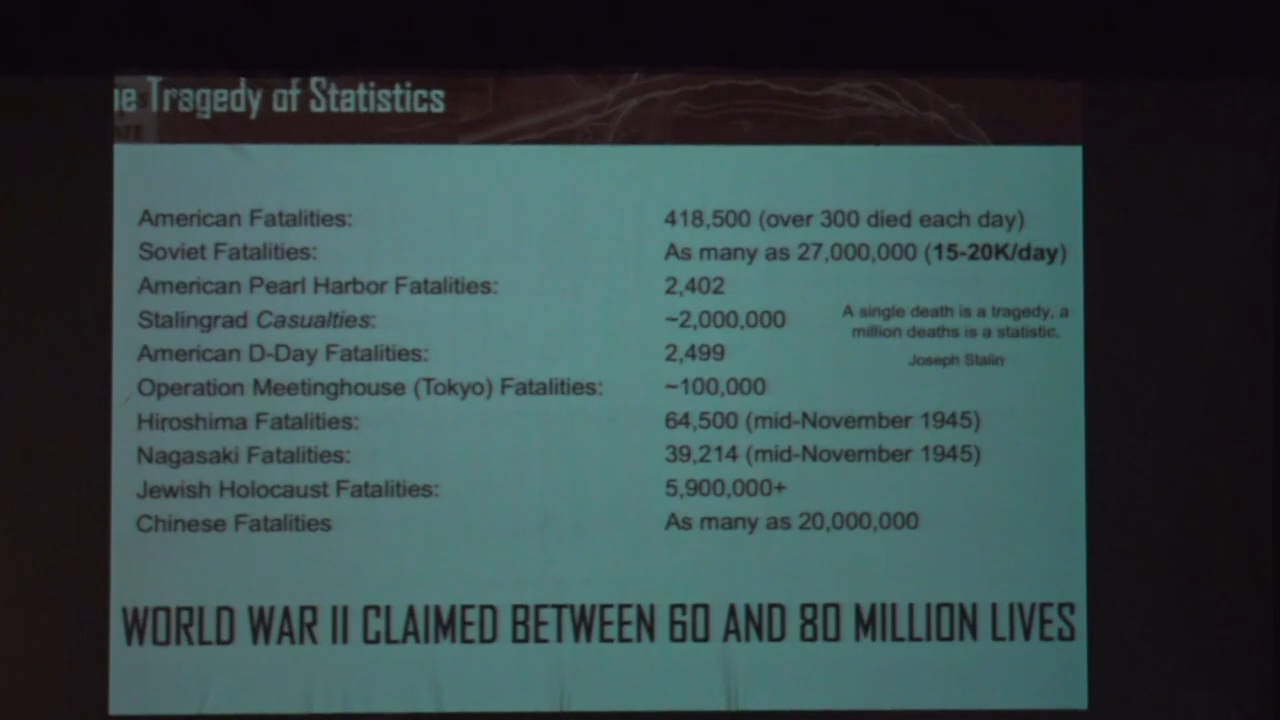 e Tragedy of Statistics
American Fatalities: 418,500 (over 300 died each day)
Soviet Fatalities: As many as 27,000,000 (15-20K/day)
American Pearl Harbor Fatalities: 2,402
Stalingrad Casualties: ~2,000,000
A single death is a tragedy, a
million deaths is a statistic.
Joseph Stalin
American D-Day Fatalities: 2,499
Operation Meetinghouse (Tokyo) Fatalities: ~100,000
Hiroshima Fatalities: 64,500 (mid-November 1945)
Nagasaki Fatalities: 39,214 (mid-November 1945)
Jewish Holocaust Fatalities: 5,900,000+
Chinese Fatalities As many as 20,000,000
WORLD WAR II CLAIMED BETWEEN 60 AND 80 MILLION LIVES